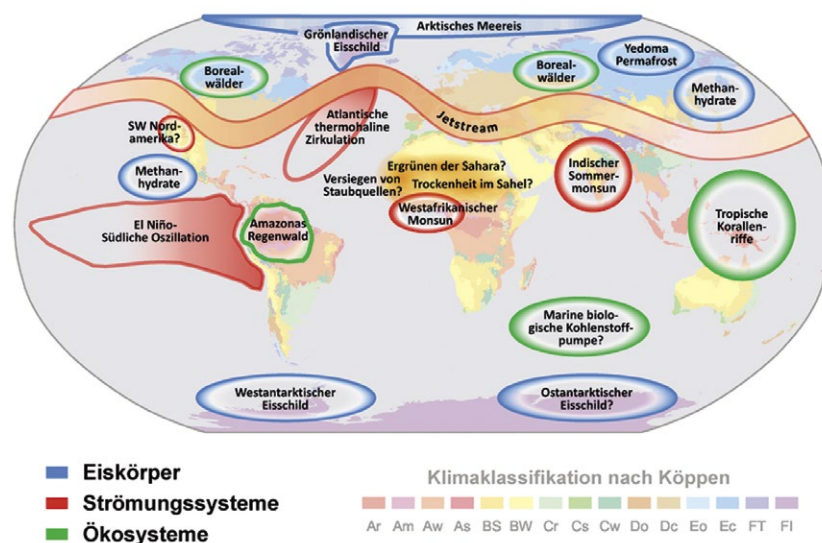 Arktisches Meereis
Grönlandischer
Eisschild
Boreal-
wälder
Boreal-
wälder
Yedoma
Permafrost
Methan-
hydrate
Jetstream
SW Nord-
amerika?
Atlantische
thermohaline
Zirkulation
Methan-
hydrate
Versiegen von
Staubquellen?
Ergrünen der Sahara?
Trockenheit im Sahel?
Westafrikanischer
Monsun
Indischer
Sommer-
monsun
El Niño-
Südliche Oszillation
Amazonas
Regenwald
Tropische
Korallen-
riffe
Marine biolo-
gische Kohlenstoff-
pumpe?
Westantarktischer
Eisschild
Ostantarktischer
Eisschild?
Eiskörper
Strömungssysteme
Ökosysteme
Klimaklassifikation nach Köppen
Ar Am Aw As BS BW Cr Cs Cw Do Dc Eo Ec FT FI